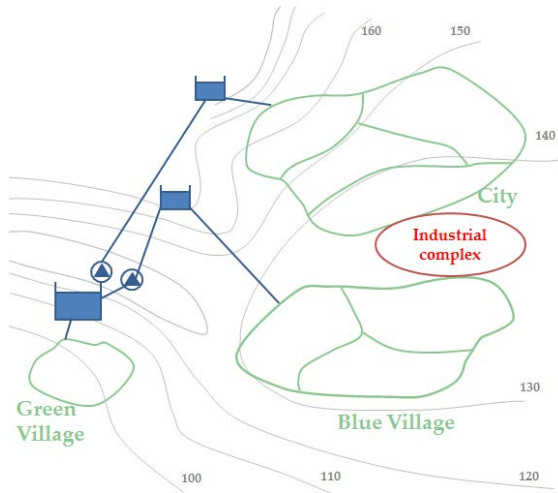 160
150
140
City
Industrial
complex
Green
Village
Blue Village
130
100
110
120